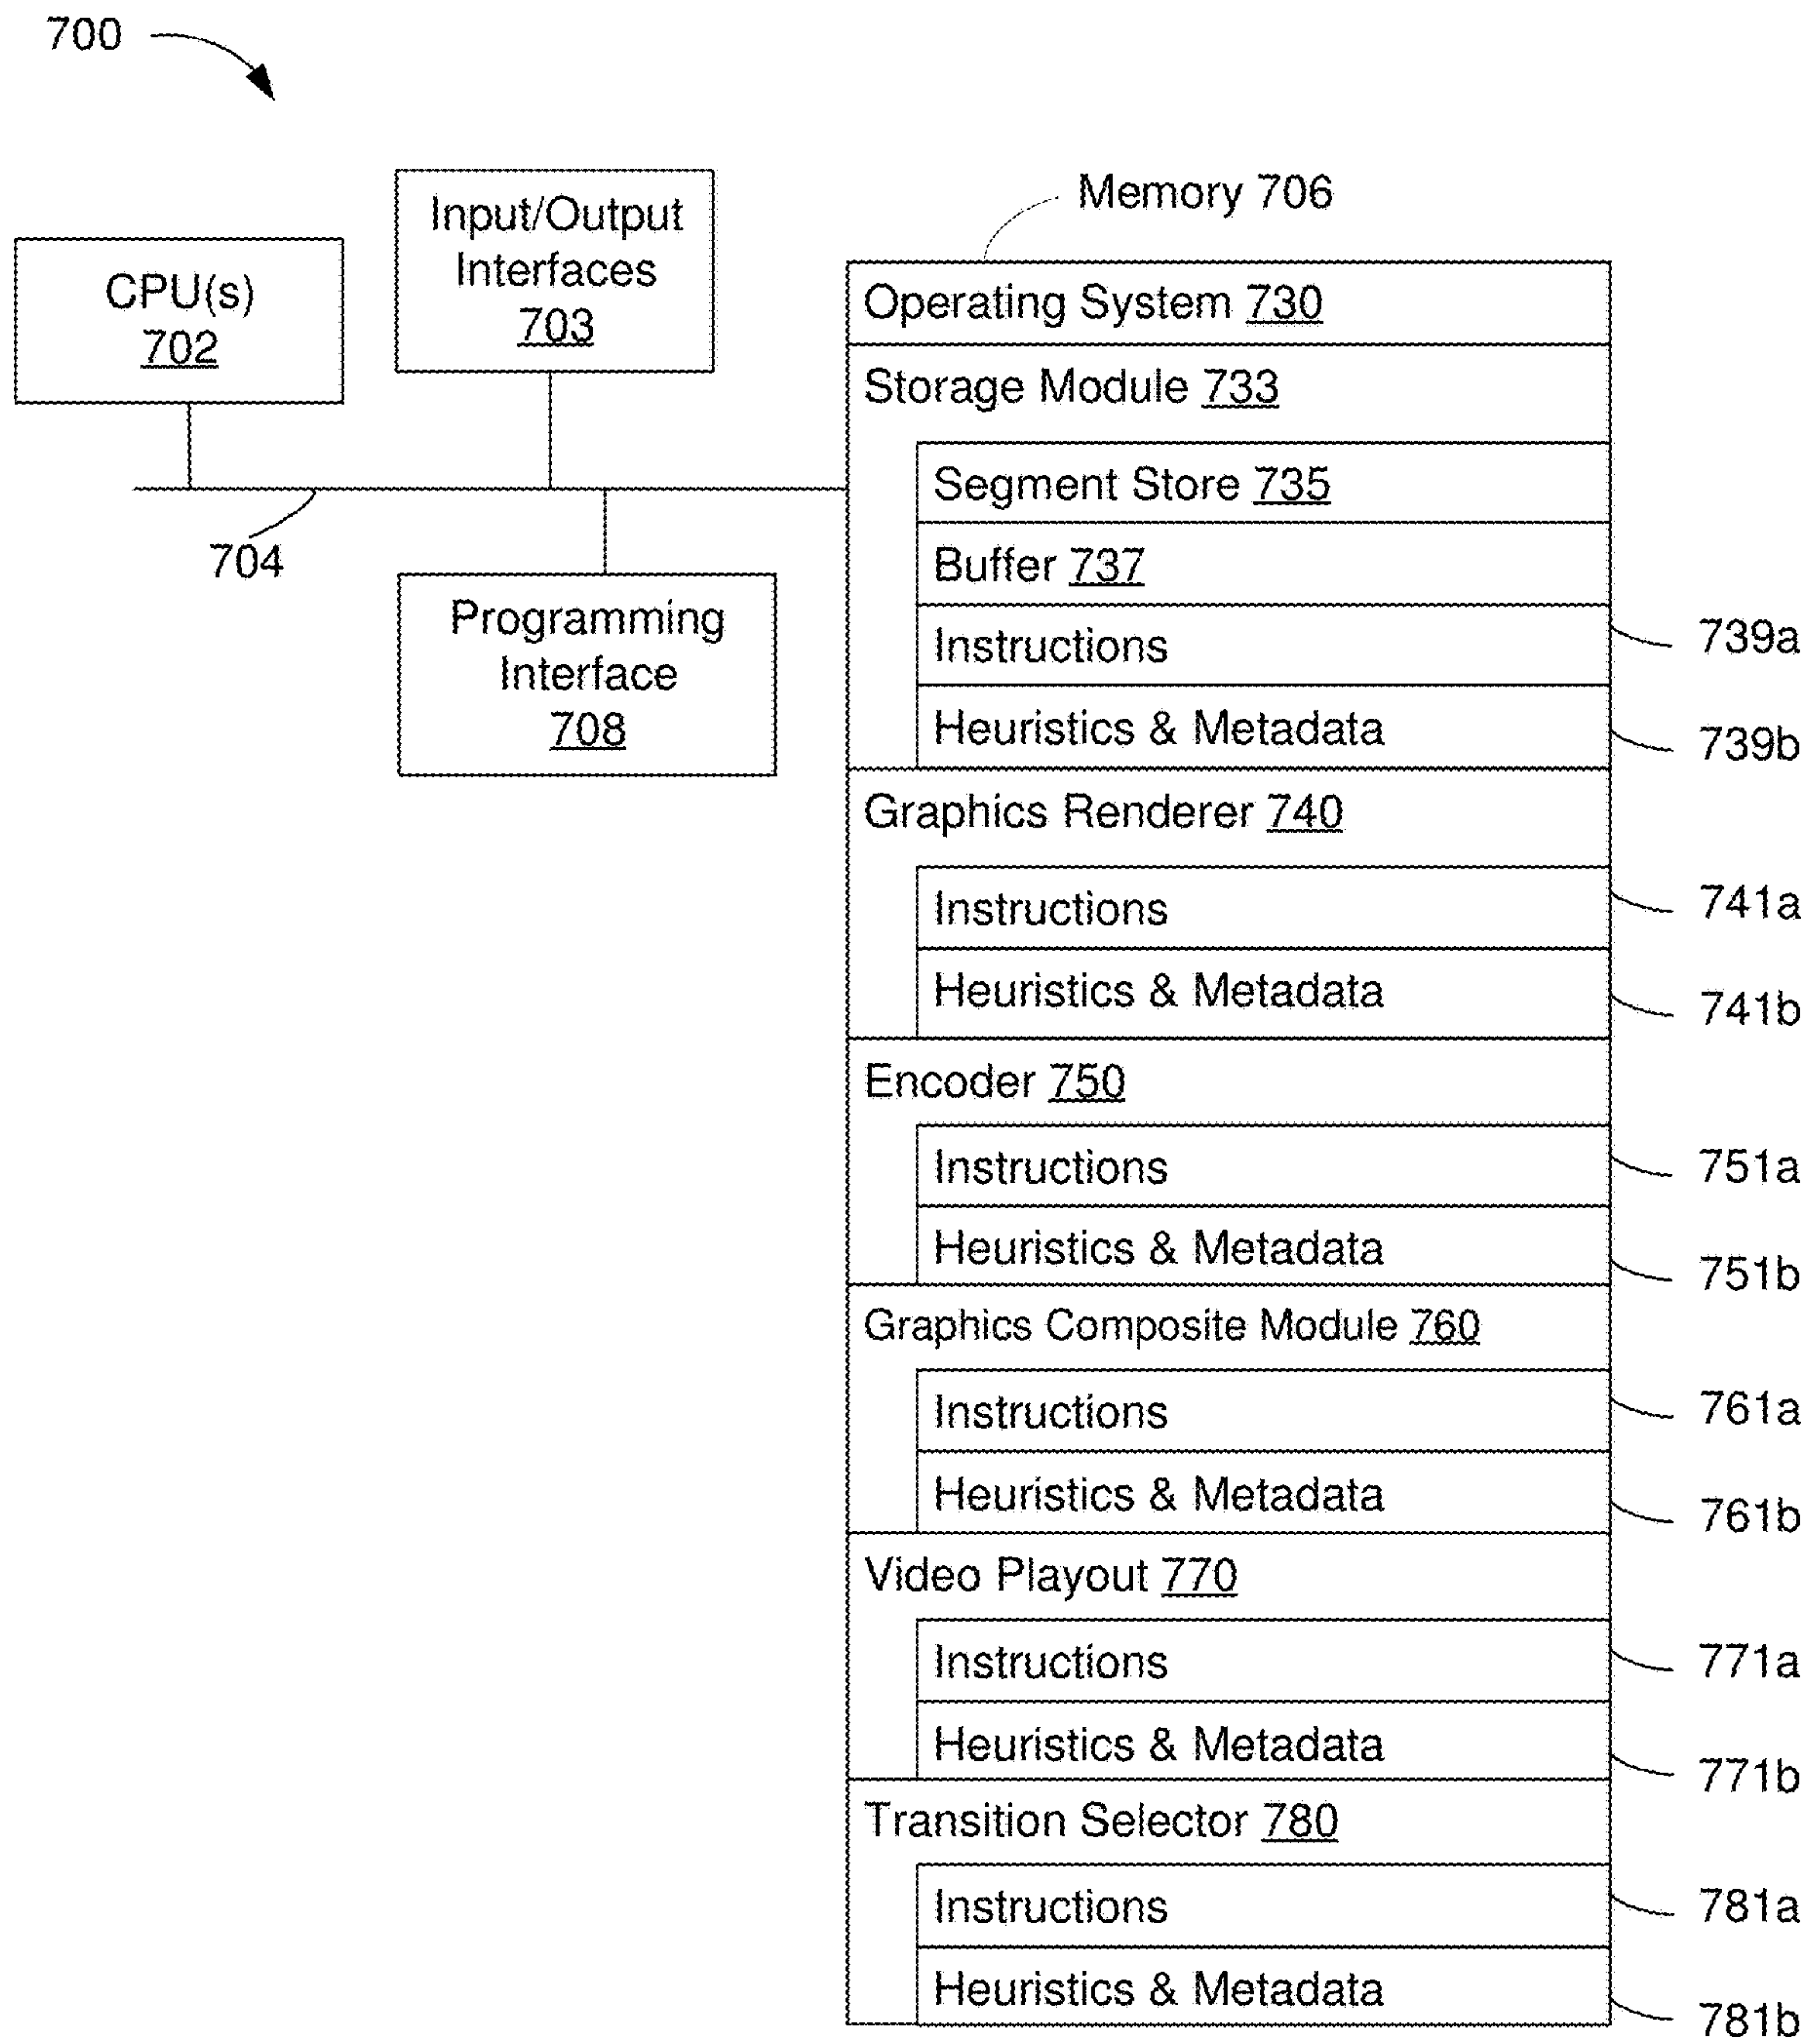 700
Memory 706
Input/Output
Interfaces
703
CPU(s)
702
704
Programming
Interface
708
Operating System 730
Storage Module 733
Segment Store 735
Buffer 737
Instructions
739a
Heuristics & Metadata
739b
Graphics Renderer 740
Instructions
741a
Heuristics & Metadata
741b
Encoder 750
Instructions
751a
Heuristics & Metadata
751b
Graphics Composite Module 760
Instructions
761a
Heuristics & Metadata
761b
Video Playout 770
Instructions
771a
Heuristics & Metadata
771b
Transition Selector 780
Instructions
781a
Heuristics & Metadata
781b